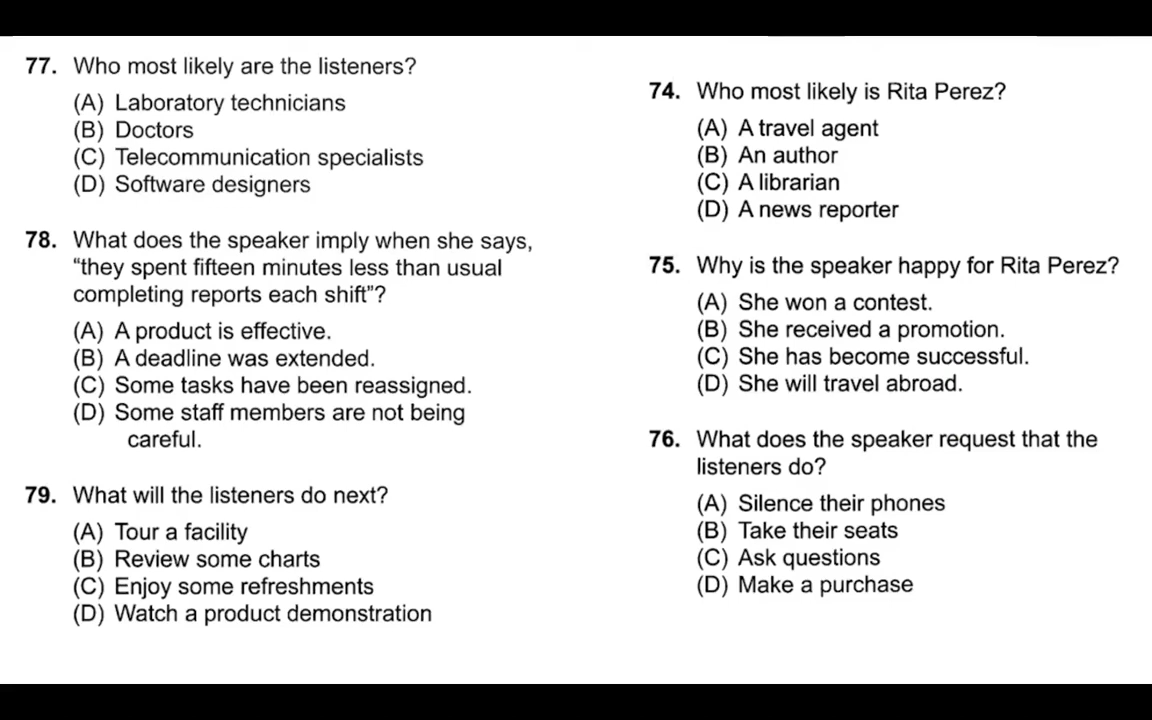 77. Who most likely are the listeners?
(A) Laboratory technicians
(B) Doctors
(C) Telecommunication specialists
(D) Software designers
78. What does the speaker imply when she says,
“they spent fifteen minutes less than usual
completing reports each shift”?
(A) A product is effective.
(B) A deadline was extended.
(C) Some tasks have been reassigned.
(D) Some staff members are not being
careful.
79. What will the listeners do next?
(A) Tour a facility
(B) Review some charts
(C) Enjoy some refreshments
(D) Watch a product demonstration
74. Who most likely is Rita Perez?
(A) A travel agent
(B) An author
(C) A librarian
(D) A news reporter
75. Why is the speaker happy for Rita Perez?
(A) She won a contest.
(B) She received a promotion.
(C) She has become successful.
(D) She will travel abroad.
76. What does the speaker request that the
listeners do?
(A) Silence their phones
(B) Take their seats
(C) Ask questions
(D) Make a purchase